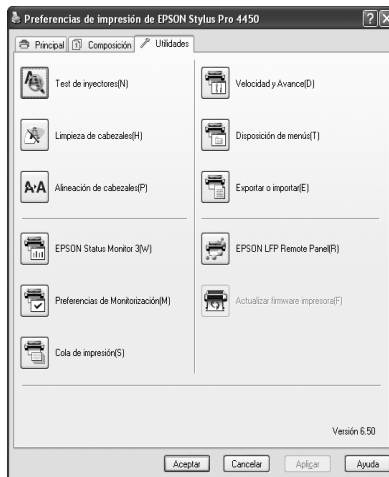 Preferencias de impresión de EPSON Stylus Pro 4450
Principal Composición Utilidades
Test de inyectores(N)
Limpieza de cabezales(H)
Alineación de cabezales(P)
Velocidad y Avance(D)
Disposición de menús(T)
Exportar o importar(E)
EPSON Status Monitor 3(W)
Preferencias de Monitorización(M)
Cola de impresión(S)
EPSON LFP Remote Panel(R)
Actualizar firmware impresora(F)
Versión 6.50
Aceptar Cancelar Aplicar Ayuda